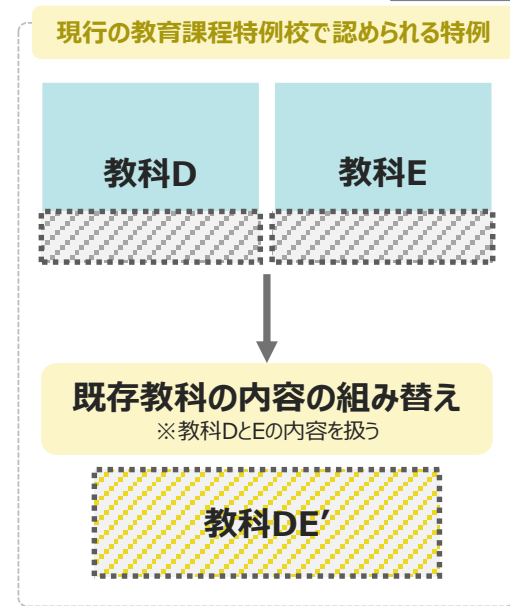 現行の教育課程特例校で認められる特例
教科D
教科E
既存教科の内容の組み替え
※教科DとEの内容を扱う
教科DE′